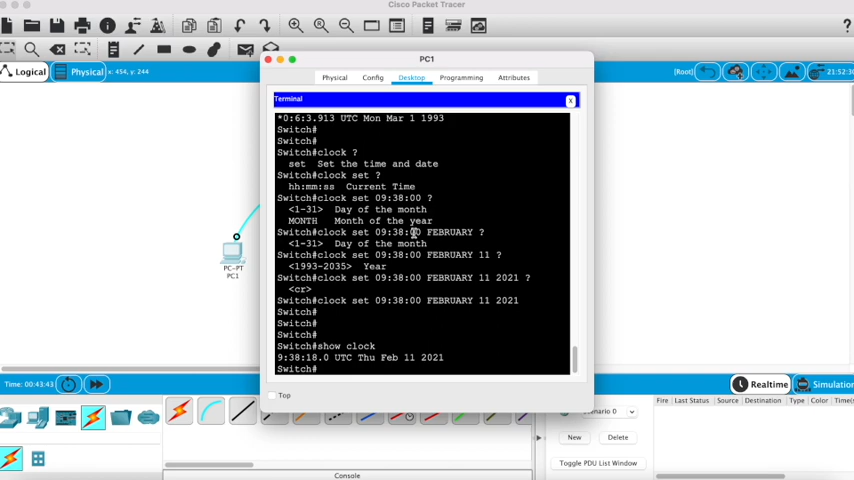 Cisco Packet Tracer
Logical
Physical
x: 454, y: 244
[Root]
21:52:30
PC1
Physical
Config
Desktop
Programming
Attributes
Terminal
X
*0:6:3.913 UTC Mon Mar 1 1993
Switch#
Switch#
Switch#clock ?
set Set the time and date
Switch#clock set ?
hh:mm:ss Current Time
Switch#clock set 09:38:00 ?
<1-31> Day of the month
MONTH Month of the year
Switch#clock set 09:38:00 FEBRUARY ?
<1-31> Day of the month
Switch#clock set 09:38:00 FEBRUARY 11 ?
<1993-2035> Year
Switch#clock set 09:38:00 FEBRUARY 11 2021 ?
<cr>
Switch#clock set 09:38:00 FEBRUARY 11 2021
Switch#
Switch#
Switch#
Switch#show clock
9:38:18.0 UTC Thu Feb 11 2021
Switch#
Top
PC-PT
PC1
Time: 00:43:43
Realtime
Simulation
Scenario 0
New
Delete
Toggle PDU List Window
Fire
Last Status
Source
Destination
Type
Color
Time(
Console